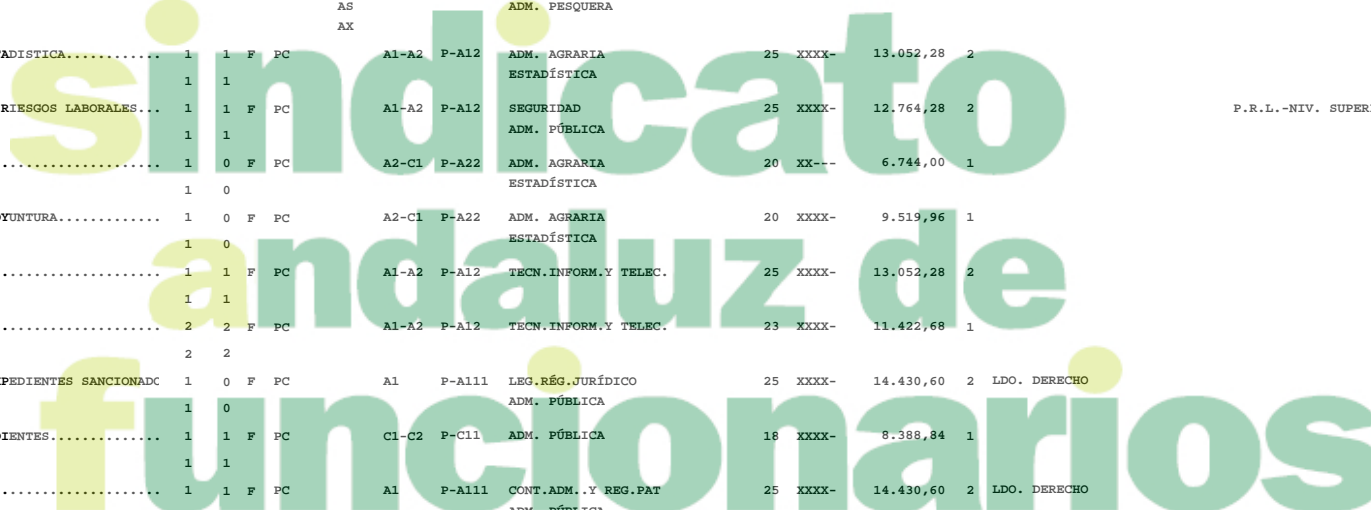 AS ADM. PESQUERA
AX
ADISTICA............ 1 1 F PC A1-A2 P-A12 ADM. AGRARIA 25 XXXX- 13.052,28 2
ESTADÍSTICA
1 1
RIESGOS LABORALES... 1 1 F PC A1-A2 P-A12 SEGURIDAD 25 XXXX- 12.764,28 2 P.R.L.-NIV. SUPER
1 1 ADM. PÚBLICA
.................... 1 0 F PC A2-C1 P-A22 ADM. AGRARIA 20 XX--- 6.744,00 1
1 0 ESTADÍSTICA
YUNTURA............. 1 0 F PC A2-C1 P-A22 ADM. AGRARIA 20 XXXX- 9.519,96 1
1 0 ESTADÍSTICA
.................... 1 1 F PC A1-A2 P-A12 TECN.INFORM.Y TELEC. 25 XXXX- 13.052,28 2
1 1
.................... 2 2 F PC A1-A2 P-A12 TECN.INFORM.Y TELEC. 23 XXXX- 11.422,68 1
2 2
PEDIENTES SANCIONADO 1 0 F PC A1 P-A111 LEG.RÉG.JURÍDICO 25 XXXX- 14.430,60 2 LDO. DERECHO
1 0 ADM. PÚBLICA
IENTES.............. 1 1 F PC C1-C2 P-C11 ADM. PÚBLICA 18 XXXX- 8.388,84 1
1 1
.................... 1 1 F PC A1 P-A111 CONT.ADM..Y REG.PAT 25 XXXX- 14.430,60 2 LDO. DERECHO
ADM. PÚBLICA
sindicato
andaluz de
funcionarios